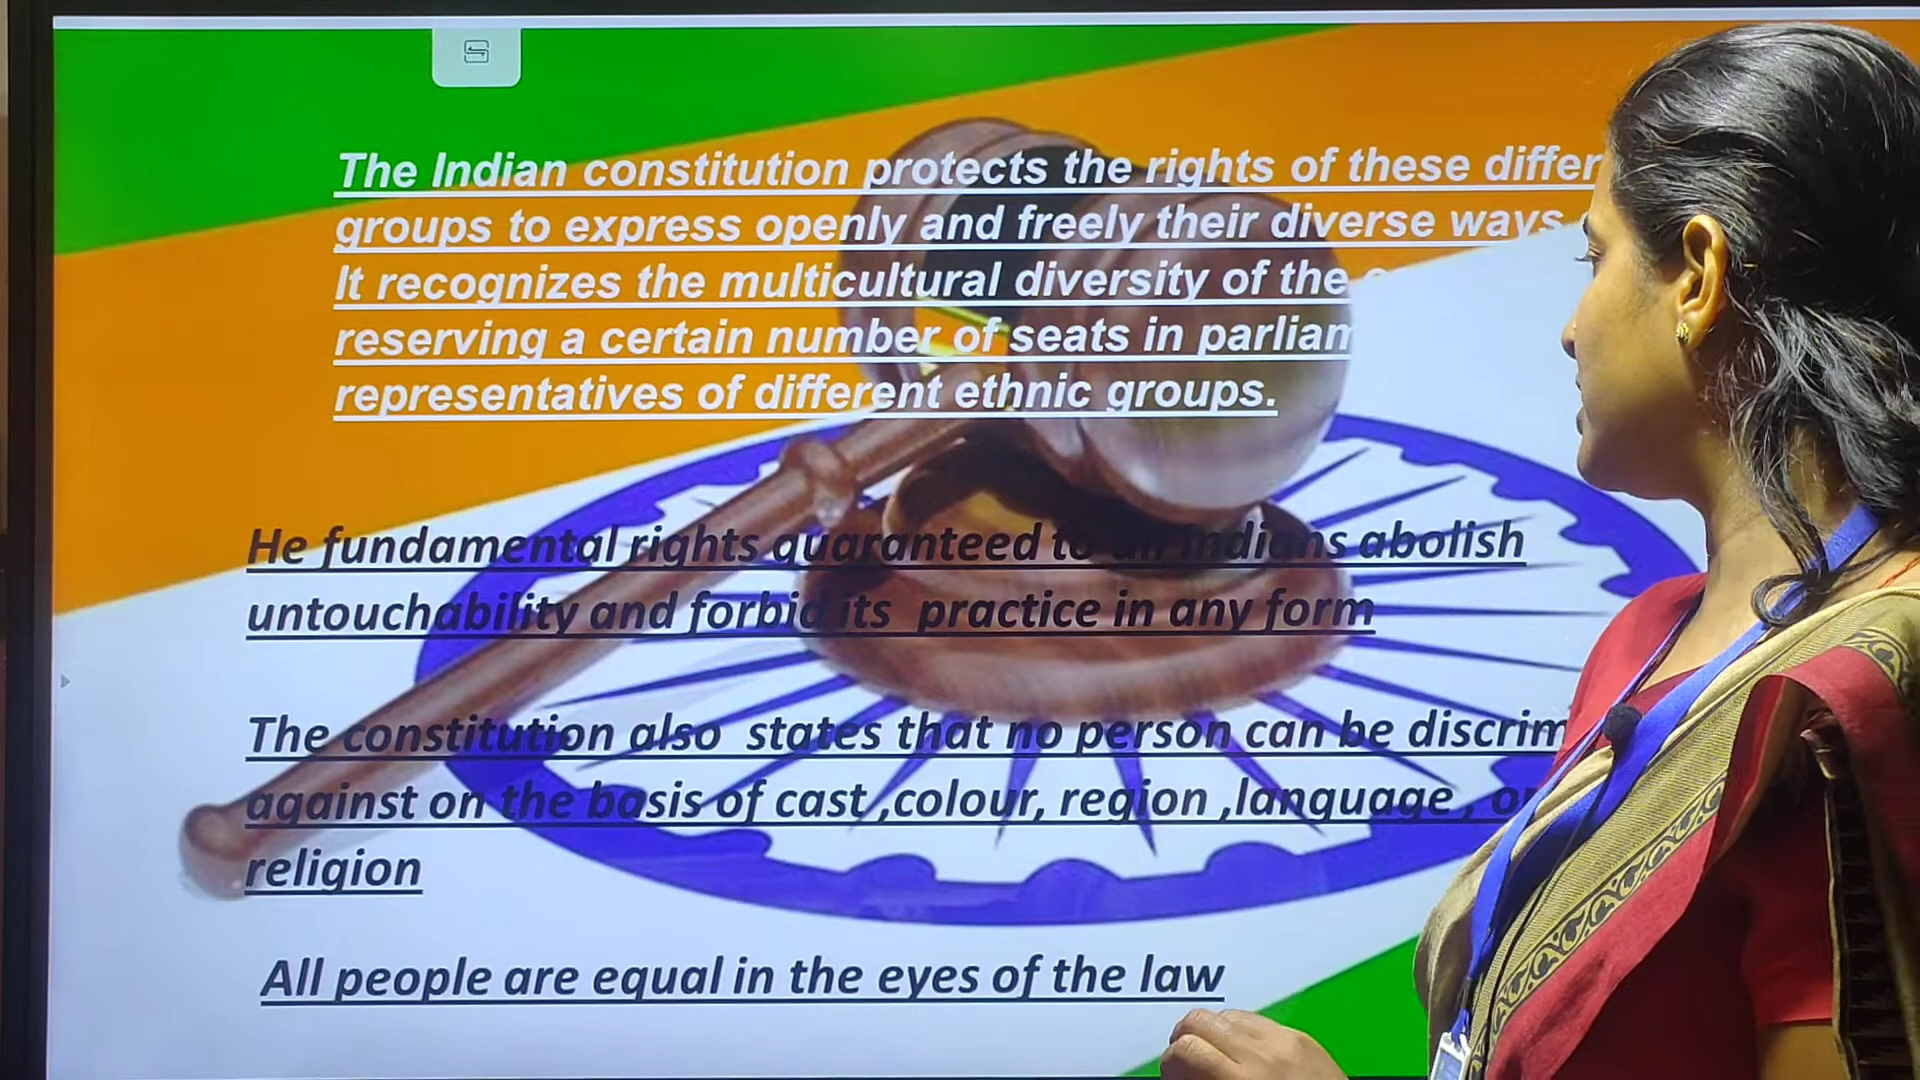 The Indian constitution protects the rights of these differ
groups to express openly and freely their diverse ways
It recognizes the multicultural diversity of the
reserving a certain number of seats in parliam
representatives of different ethnic groups.
He fundamental rights guaranteed to all Indians abolish
untouchability and forbid its practice in any form
The constitution also states that no person can be discrim
against on the basis of cast ,colour, region ,language , or
religion
All people are equal in the eyes of the law